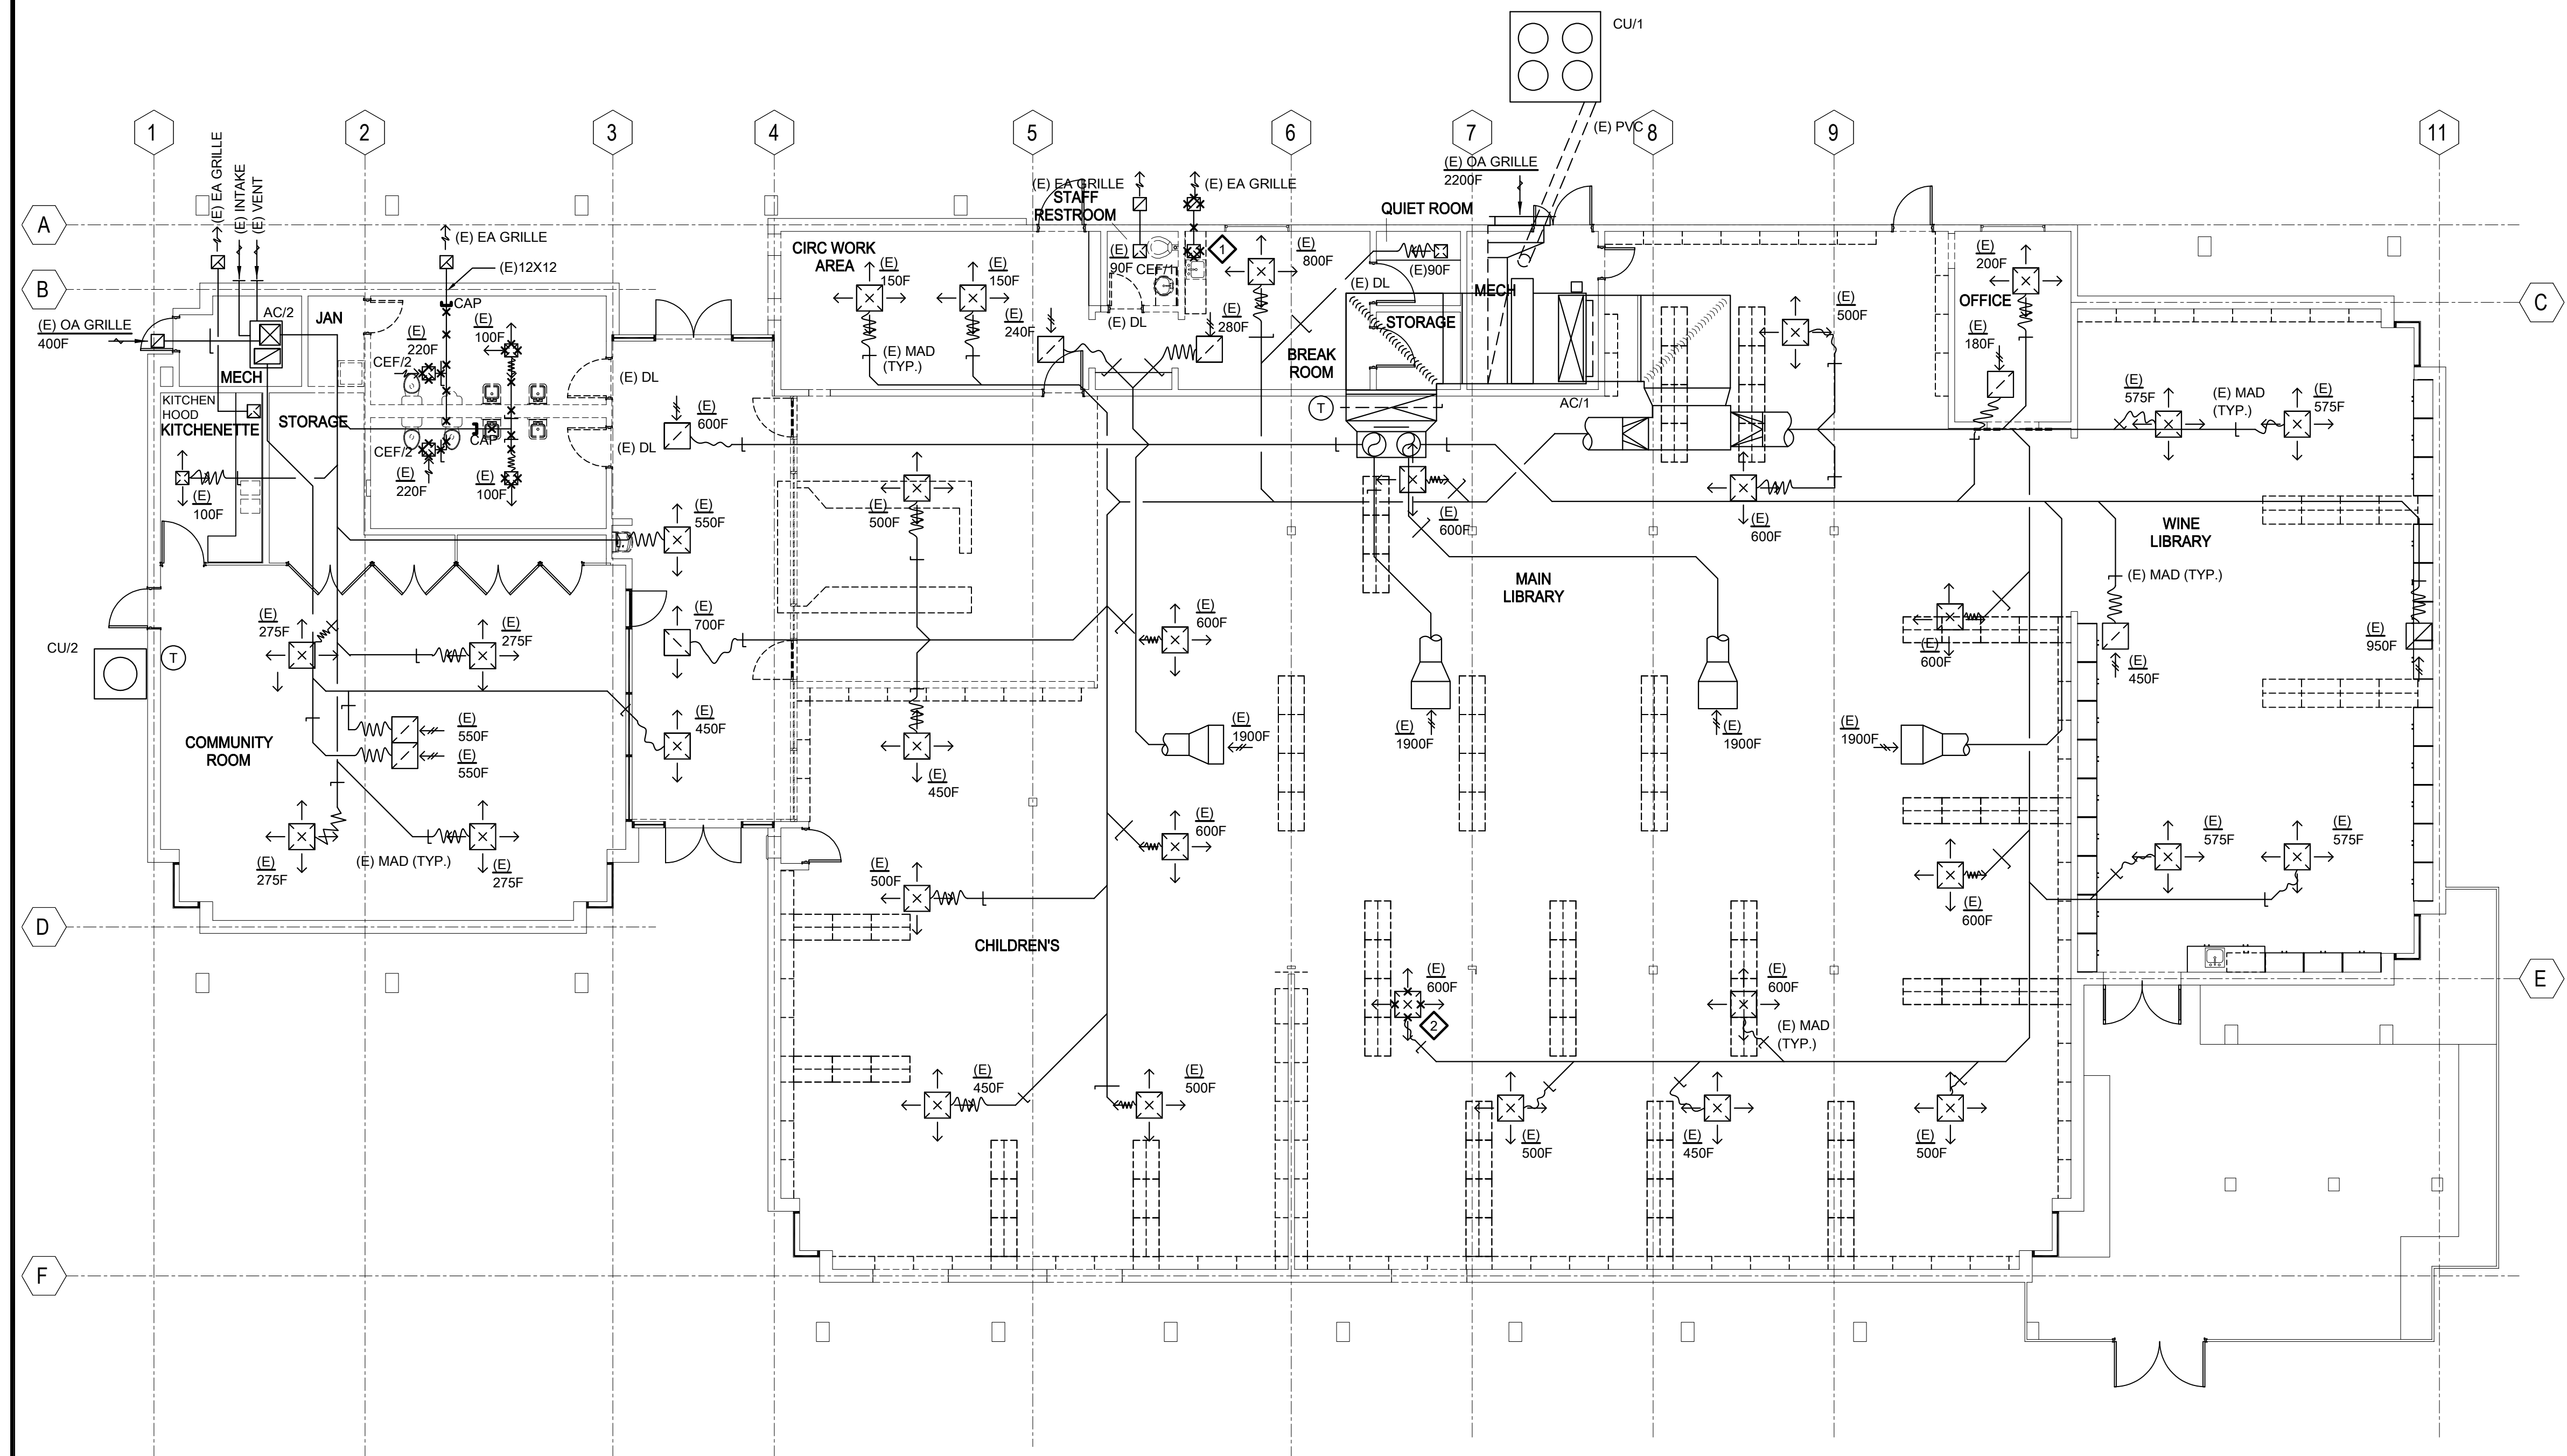 CU/1
(E) PVC
1
2
3
4
5
6
7
8
9
11
(E) EA GRILLE
(E) INTAKE
(E) VENT
(E) OA GRILLE
2200F
(E) EA GRILLE
(E) EA GRILLE
STAFF
RESTROOM
QUIET ROOM
A
(E) EA GRILLE
CIRC WORK
AREA
1
(E)
90F
CEF/1
(E)
800F
(E)90F
(E)
200F
(E)12X12
(E)
150F
(E)
150F
B
(E) DL
MECH
OFFICE
C
CAP
AC/2
JAN
(E) OA GRILLE
400F
(E)
220F
(E)
100F
(E)
240F
(E) DL
(E)
280F
STORAGE
(E)
500F
(E)
180F
(E) MAD
(TYP.)
BREAK
ROOM
CEF/2
MECH
(E) DL
(E)
575F
(E) MAD
(TYP.)
(E)
575F
KITCHEN
HOOD
KITCHENETTE
STORAGE
(E)
600F
T
AC/1
CAP
(E) DL
CEF/2
(E)
220F
(E)
100F
(E)
100F
(E)
550F
(E)
500F
(E)
600F
(E)
600F
WINE
LIBRARY
MAIN
LIBRARY
(E) MAD (TYP.)
(E)
275F
(E)
275F
(E)
700F
(E)
600F
(E)
600F
(E)
950F
CU/2
T
(E)
450F
(E)
550F
(E)
550F
(E)
450F
(E)
1900F
(E)
1900F
(E)
1900F
(E)
1900F
COMMUNITY
ROOM
(E)
450F
(E)
600F
(E)
575F
(E)
575F
(E) MAD (TYP.)
(E)
275F
(E)
275F
(E)
500F
(E)
600F
D
CHILDREN'S
(E)
600F
(E)
600F
E
2
(E) MAD
(TYP.)
(E)
450F
(E)
500F
(E)
500F
(E)
450F
(E)
500F
F